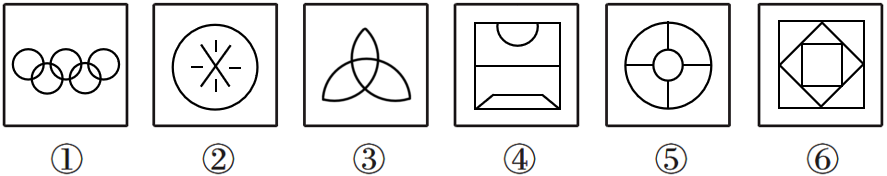 ① ② ③ ④ ⑤ ⑥